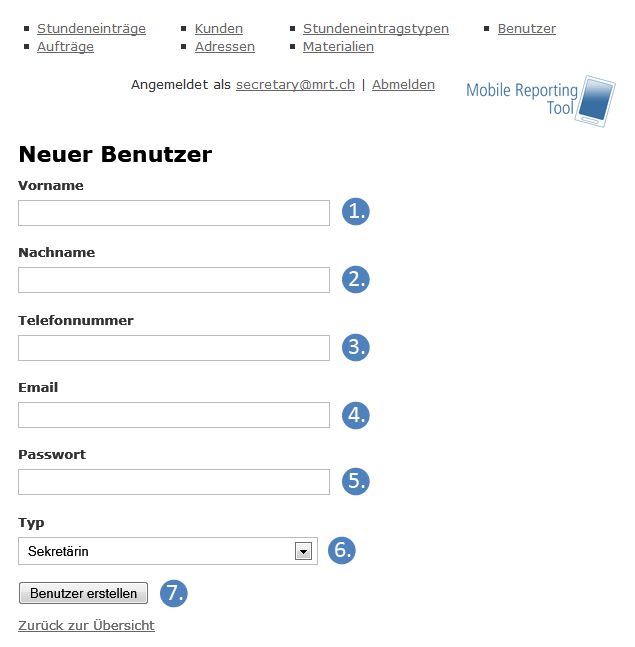 Stundeneinträge Kunden Stundeneintragstypen Benutzer
Aufträge Adressen Materialien
Angemeldet als secretary@mrt.ch | Abmelden
Mobile Reporting
Tool
Neuer Benutzer
Vorname
1.
Nachname
2.
Telefonnummer
3.
Email
4.
Passwort
5.
Typ
Sekretärin 6.
Benutzer erstellen 7.
Zurück zur Übersicht